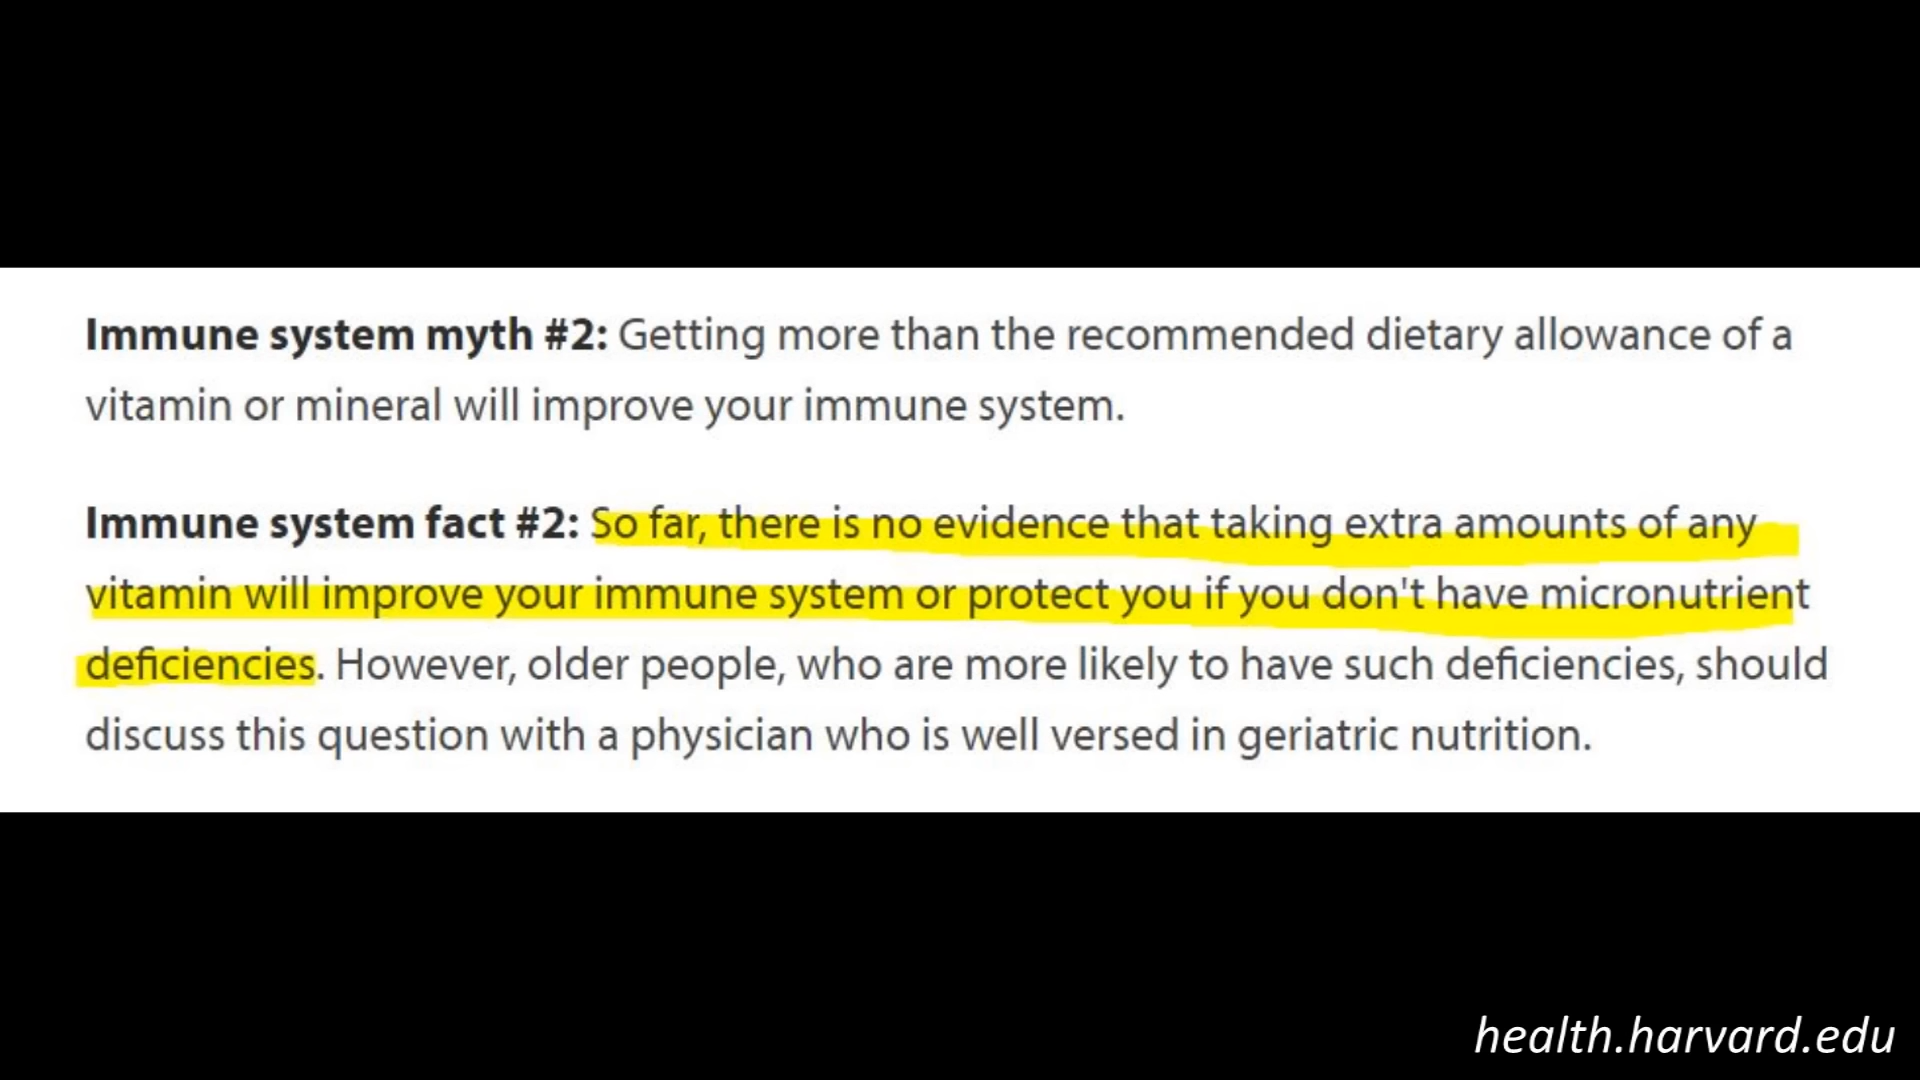 Immune system myth #2: Getting more than the recommended dietary allowance of a
vitamin or mineral will improve your immune system.
Immune system fact #2: So far, there is no evidence that taking extra amounts of any
vitamin will improve your immune system or protect you if you don't have micronutrient
deficiencies. However, older people, who are more likely to have such deficiencies, should
discuss this question with a physician who is well versed in geriatric nutrition.
health.harvard.edu